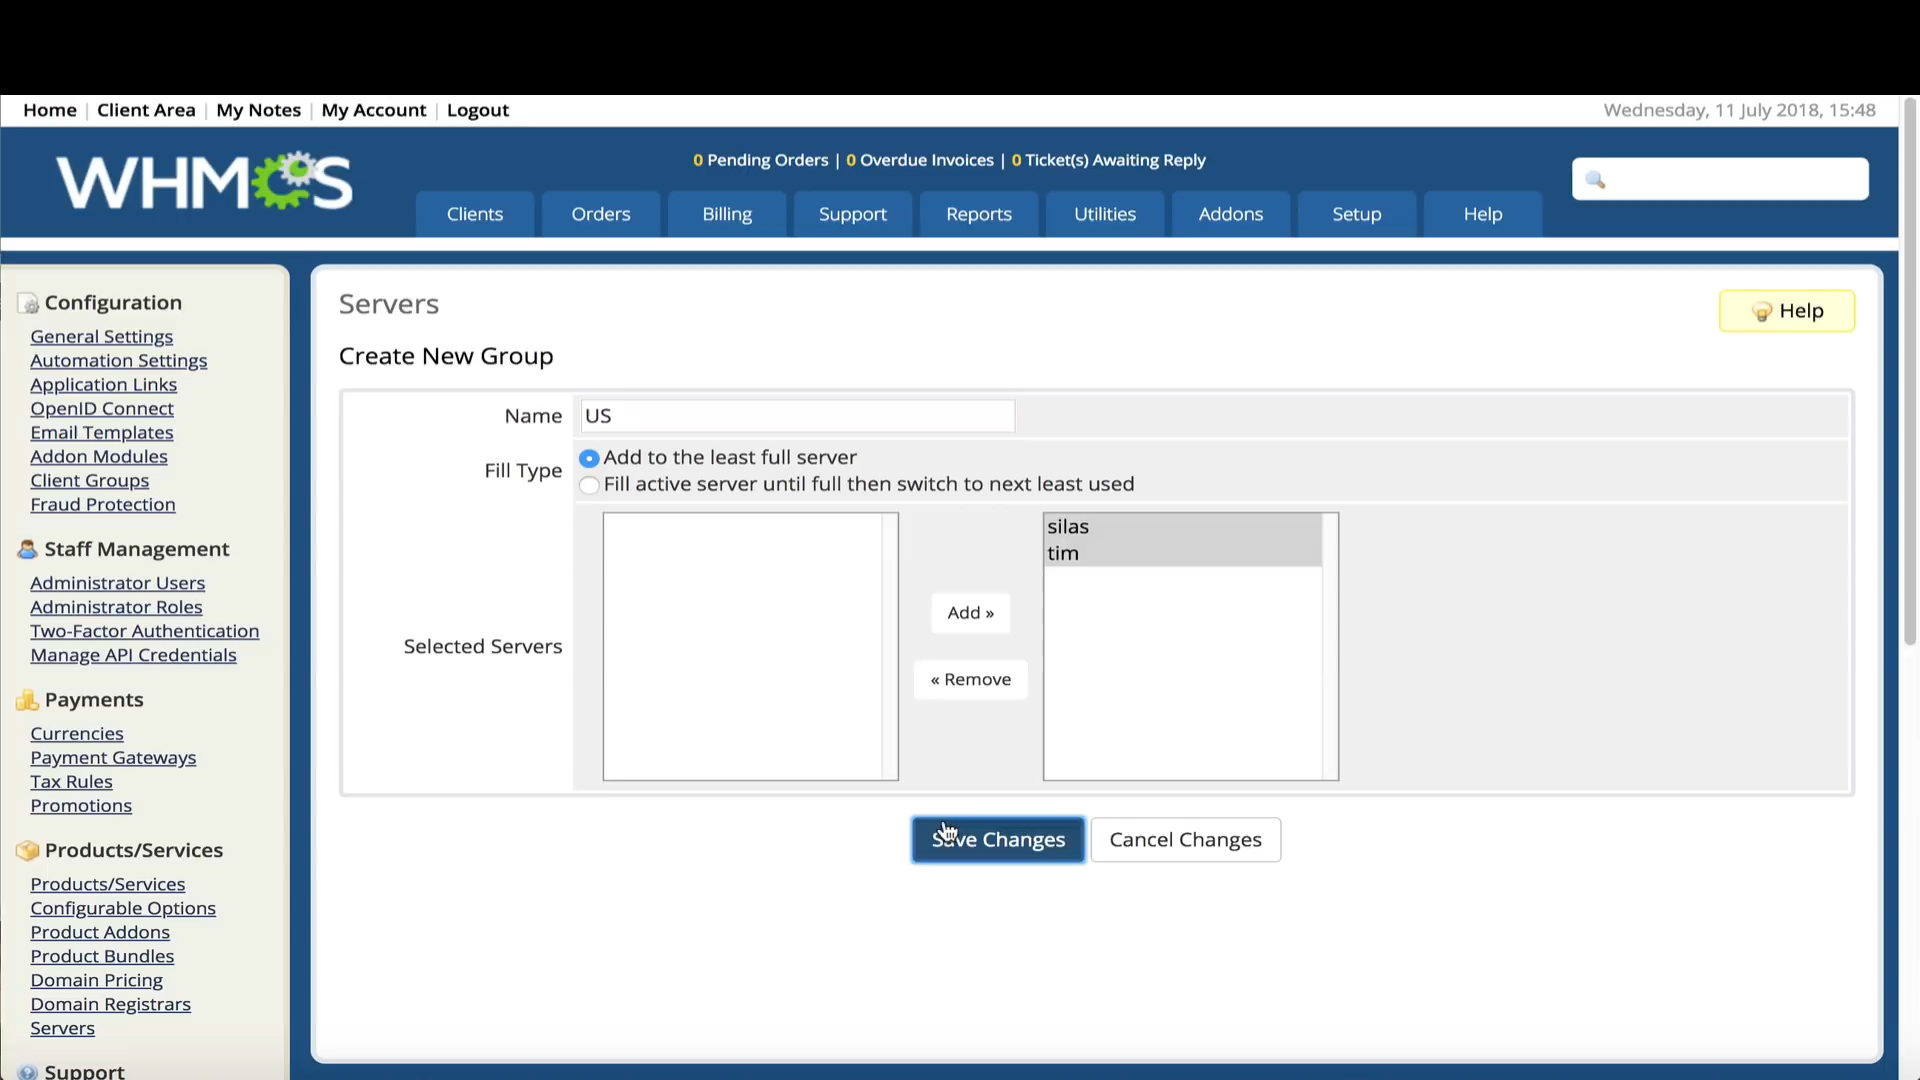 Home | Client Area | My Notes | My Account | Logout
Wednesday, 11 July 2018, 15:48
WHMCS
0 Pending Orders | 0 Overdue Invoices | 0 Ticket(s) Awaiting Reply
Clients Orders Billing Support Reports Utilities Addons Setup Help
Configuration
General Settings
Automation Settings
Application Links
OpenID Connect
Email Templates
Addon Modules
Client Groups
Fraud Protection
Staff Management
Administrator Users
Administrator Roles
Two-Factor Authentication
Manage API Credentials
Payments
Currencies
Payment Gateways
Tax Rules
Promotions
Products/Services
Products/Services
Configurable Options
Product Addons
Product Bundles
Domain Pricing
Domain Registrars
Servers
Support
Servers
Help
Create New Group
Name US
Fill Type
Add to the least full server
Fill active server until full then switch to next least used
Selected Servers
Add »
« Remove
silas
tim
Save Changes
Cancel Changes